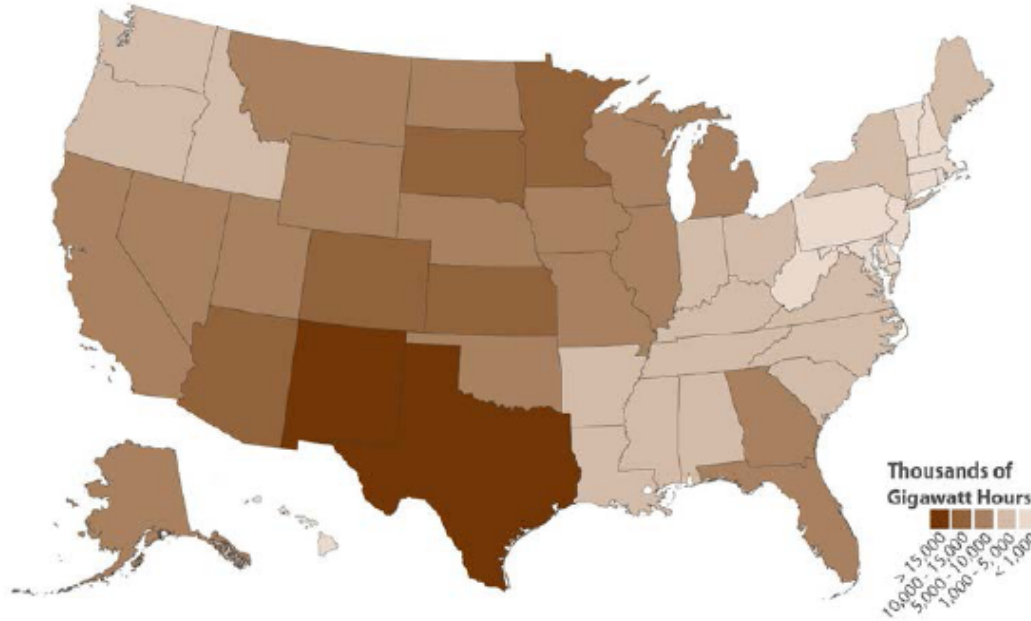 Thousands of
Gigawatt Hours
> 15,000
10,000 - 15,000
5,000 - 10,000
1,000 - 5,000
< 1,000